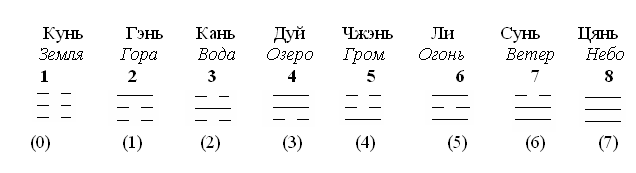 Кунь Гэнь Кань Дуй Чжэнь Ли Сунь Цянь
Земля Гора Вода Озеро Гром Огонь Ветер Небо
1 2 3 4 5 6 7 8
(0) (1) (2) (3) (4) (5) (6) (7)